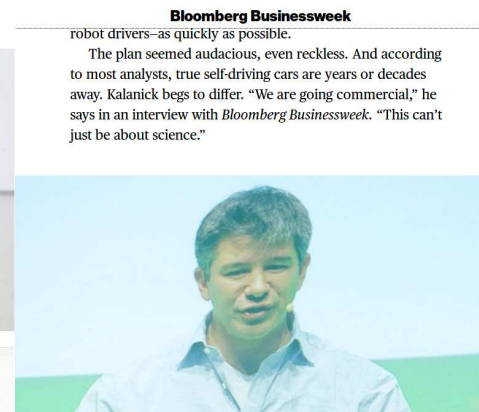 Bloomberg Businessweek
robot drivers—as quickly as possible.
The plan seemed audacious, even reckless. And according
to most analysts, true self-driving cars are years or decades
away. Kalanick begs to differ. “We are going commercial,” he
says in an interview with Bloomberg Businessweek. “This can’t
just be about science.”